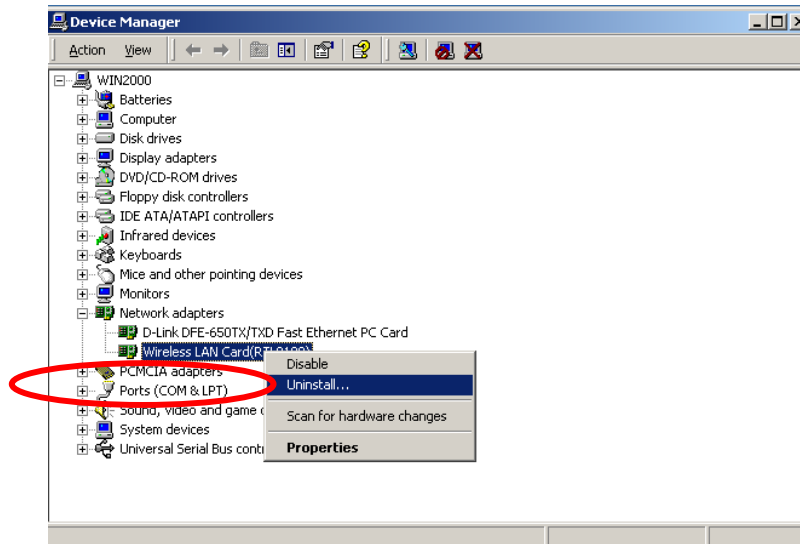 Device Manager
Action View
WIN2000
Batteries
Computer
Disk drives
Display adapters
DVD/CD-ROM drives
Floppy disk controllers
IDE ATA/ATAPI controllers
Infrared devices
Keyboards
Mice and other pointing devices
Monitors
Network adapters
D-Link DFE-650TX/TXD Fast Ethernet PC Card
Wireless LAN Card
PCMCIA adapters
Ports (COM & LPT)
Sound, video and game
System devices
Universal Serial Bus
Disable
Uninstall...
Scan for hardware changes
Properties